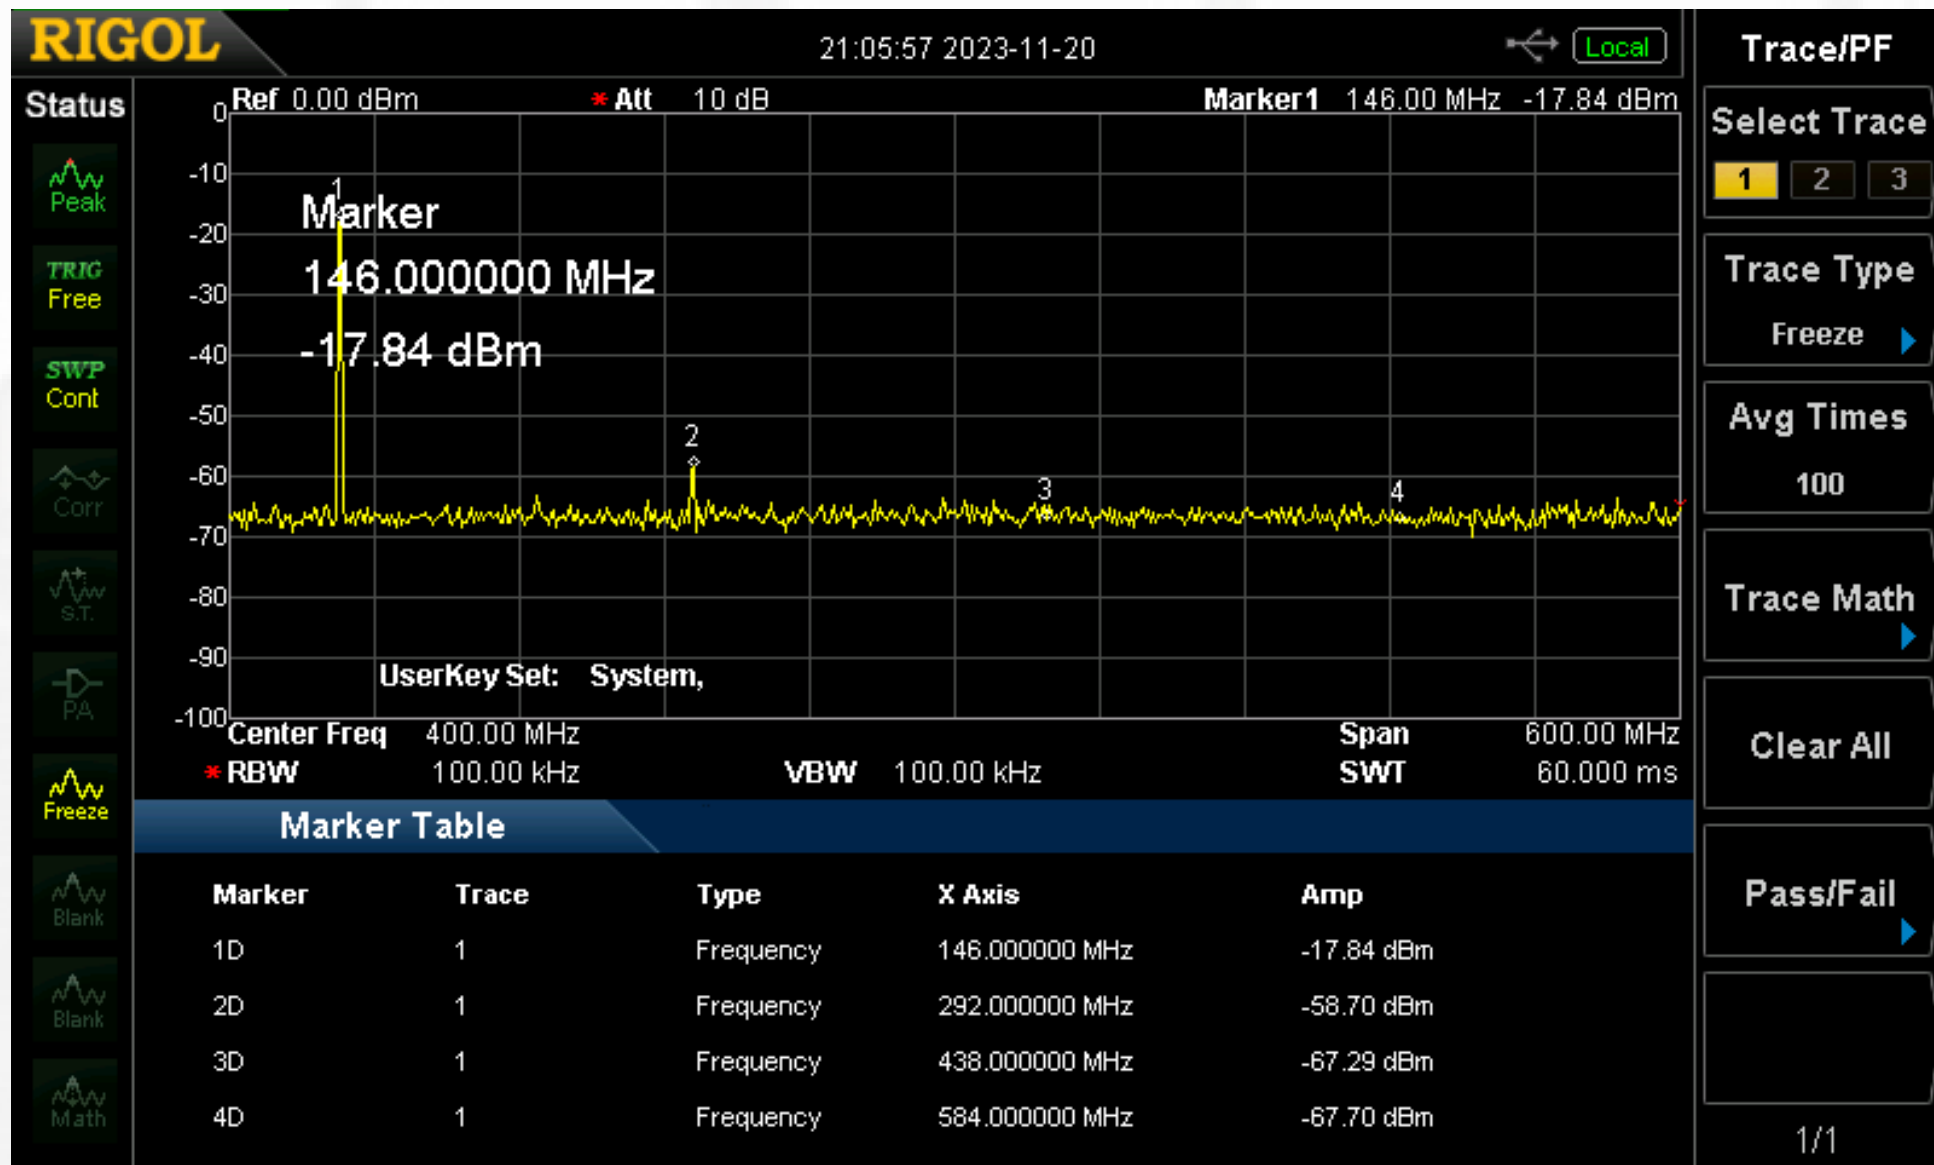 RIGOL
21:05:57 2023-11-20
Local
Trace/PF
Status
Ref 0.00 dBm * Att 10 dB Marker1 146.00 MHz -17.84 dBm
Peak
TRIG
Free
SWP
Cont
Corr
S.T.
PA
Freeze
Blank
Blank
Math
0
-10
-20
-30
-40
-50
-60
-70
-80
-90
-100
1
Marker
146.000000 MHz
-17.84 dBm
2
3
4
UserKey Set: System,
Center Freq 400.00 MHz Span 600.00 MHz
* RBW 100.00 kHz VBW 100.00 kHz SWT 60.000 ms
Marker Table
Marker Trace Type X Axis Amp
1D 1 Frequency 146.000000 MHz -17.84 dBm
2D 1 Frequency 292.000000 MHz -58.70 dBm
3D 1 Frequency 438.000000 MHz -67.29 dBm
4D 1 Frequency 584.000000 MHz -67.70 dBm
Select Trace
1 2 3
Trace Type
Freeze
Avg Times
100
Trace Math
Clear All
Pass/Fail
1/1